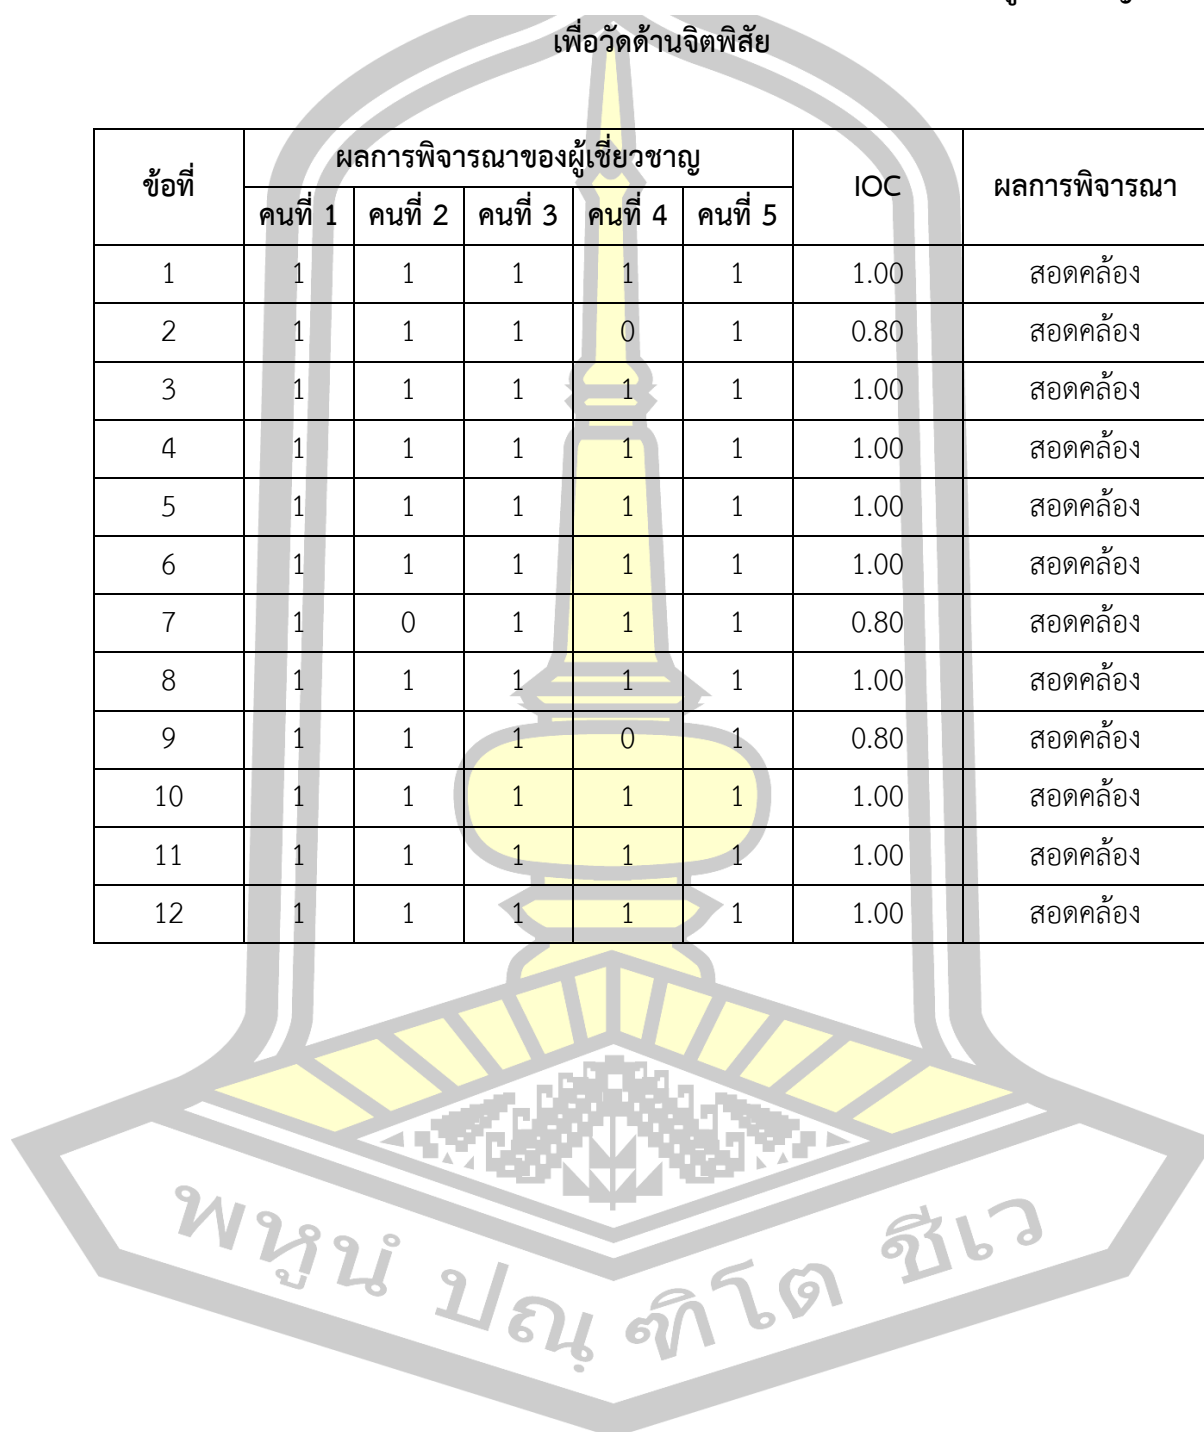 เพื่อวัดด้านจิตพิสัย
ข้อที่ ผลการพิจารณาของผู้เชี่ยวชาญ IOC ผลการพิจารณา
คนที่ 1 คนที่ 2 คนที่ 3 คนที่ 4 คนที่ 5
1 1 1 1 1 1 1.00 สอดคล้อง
2 1 1 1 0 1 0.80 สอดคล้อง
3 1 1 1 1 1 1.00 สอดคล้อง
4 1 1 1 1 1 1.00 สอดคล้อง
5 1 1 1 1 1 1.00 สอดคล้อง
6 1 1 1 1 1 1.00 สอดคล้อง
7 1 0 1 1 1 0.80 สอดคล้อง
8 1 1 1 1 1 1.00 สอดคล้อง
9 1 1 1 0 1 0.80 สอดคล้อง
10 1 1 1 1 1 1.00 สอดคล้อง
11 1 1 1 1 1 1.00 สอดคล้อง
12 1 1 1 1 1 1.00 สอดคล้อง
พหูนํ ปณฺฑิโต ชีเว